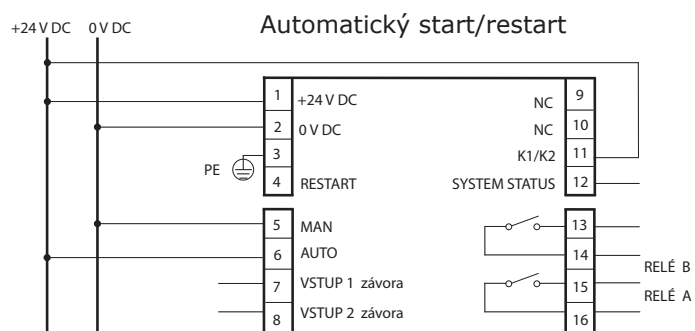 Automatický start/restart
+24 V DC 0 V DC
1 +24 V DC NC 9
2 0 V DC NC 10
PE 3 K1/K2 11
4 RESTART SYSTEM STATUS 12
5 MAN 13
6 AUTO 14
RELÉ B
7 VSTUP 1 závora 15
RELÉ A
8 VSTUP 2 závora 16